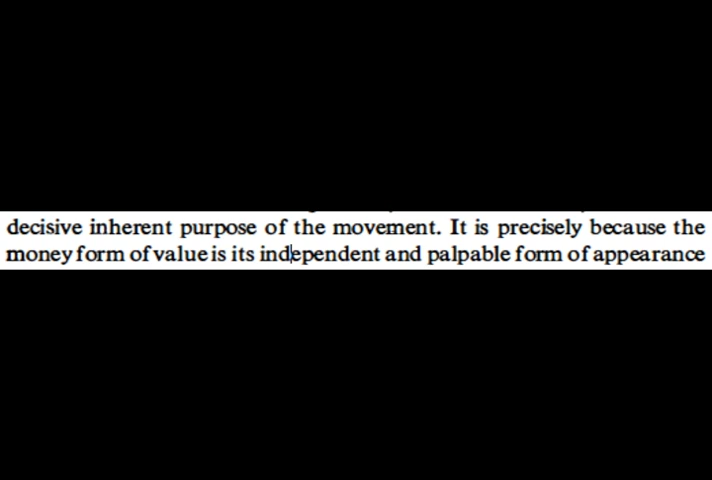 decisive inherent purpose of the movement. It is precisely because the
money form of value is its independent and palpable form of appearance